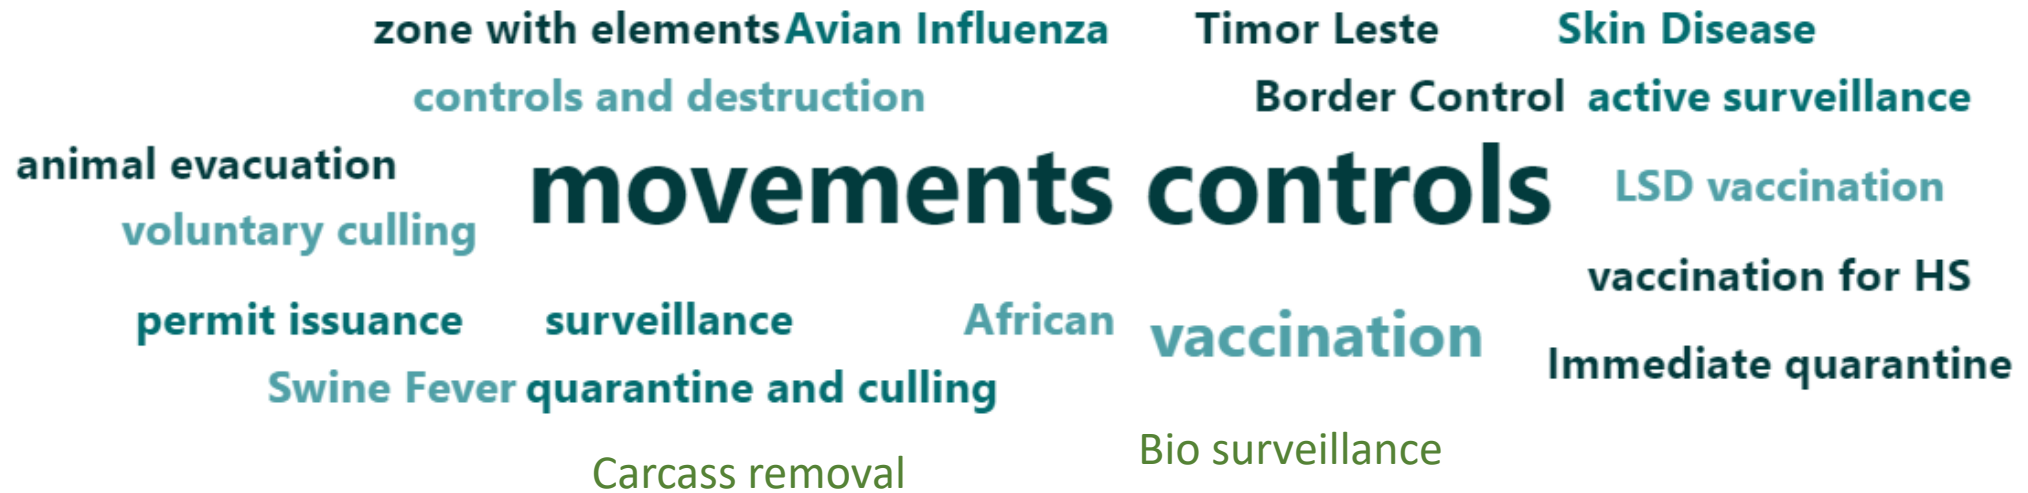 zone with elements Avian Influenza Timor Leste Skin Disease
controls and destruction Border Control active surveillance
animal evacuation movements controls LSD vaccination
voluntary culling
vaccination for HS
permit issuance surveillance African vaccination
Immediate quarantine
Swine Fever quarantine and culling
Bio surveillance
Carcass removal